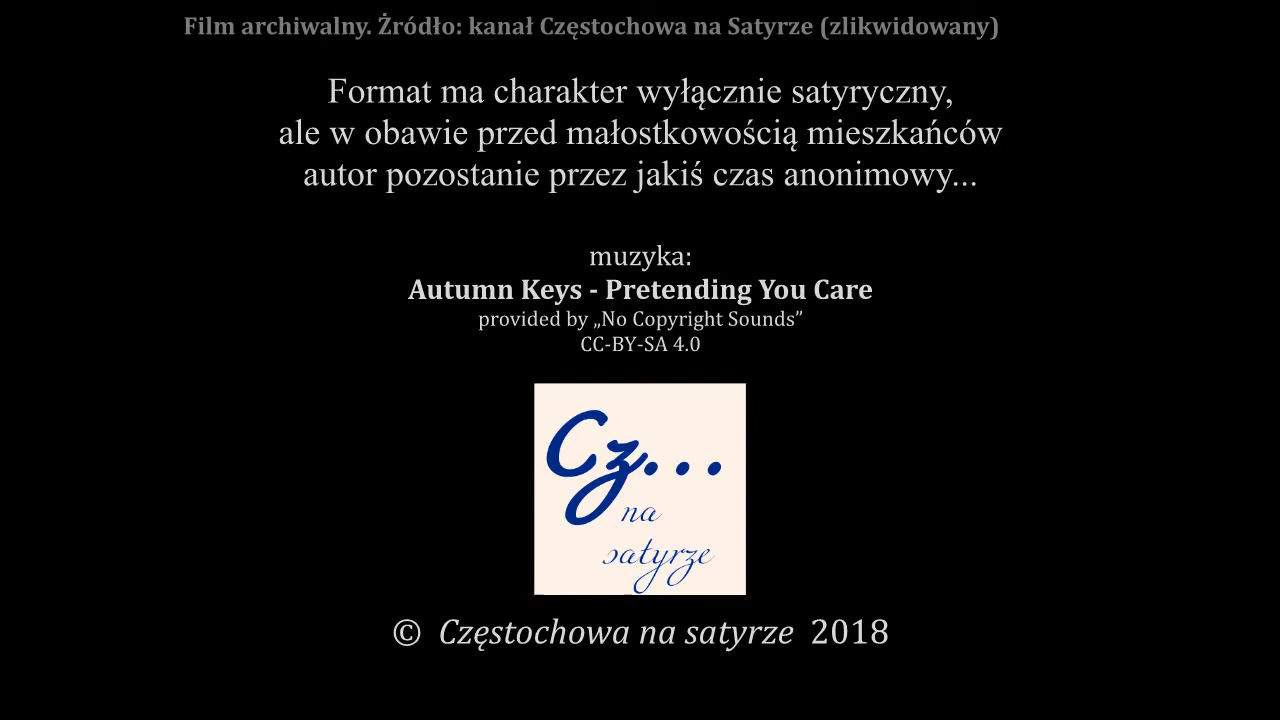 Film archiwalny. Żródło: kanał Częstochowa na Satyrze (zlikwidowany)
Format ma charakter wyłącznie satyryczny,
ale w obawie przed małostkowością mieszkańców
autor pozostanie przez jakiś czas anonimowy...
muzyka:
Autumn Keys - Pretending You Care
provided by „No Copyright Sounds”
CC-BY-SA 4.0
Cz...
na
satyrze
© Częstochowa na satyrze 2018